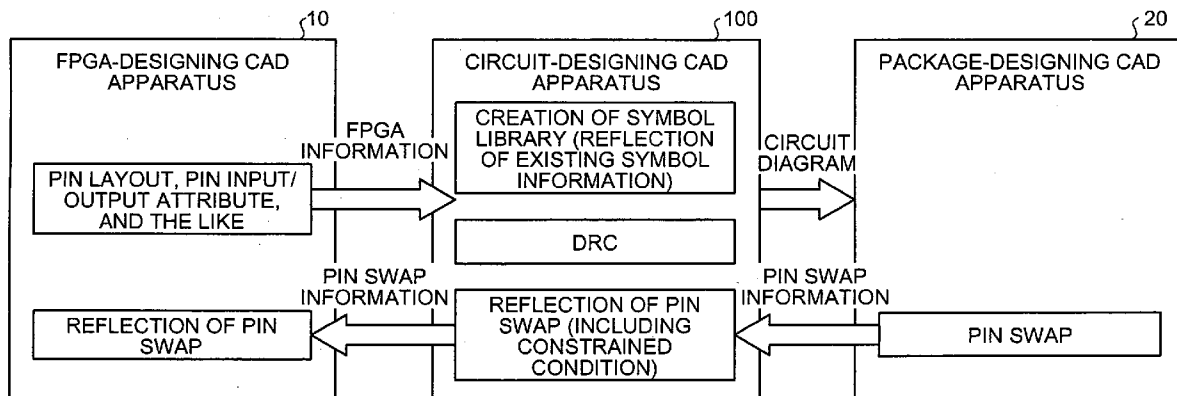 10
100
20
FPGA-DESIGNING CAD
APPARATUS
CIRCUIT-DESIGNING CAD
APPARATUS
PACKAGE-DESIGNING CAD
APPARATUS
FPGA
INFORMATION
CREATION OF SYMBOL
LIBRARY (REFLECTION
OF EXISTING SYMBOL
INFORMATION)
CIRCUIT
DIAGRAM
PIN LAYOUT, PIN INPUT/
OUTPUT ATTRIBUTE,
AND THE LIKE
DRC
PIN SWAP
INFORMATION
PIN SWAP
INFORMATION
REFLECTION OF PIN
SWAP
REFLECTION OF PIN
SWAP (INCLUDING
CONSTRAINED
CONDITION)
PIN SWAP